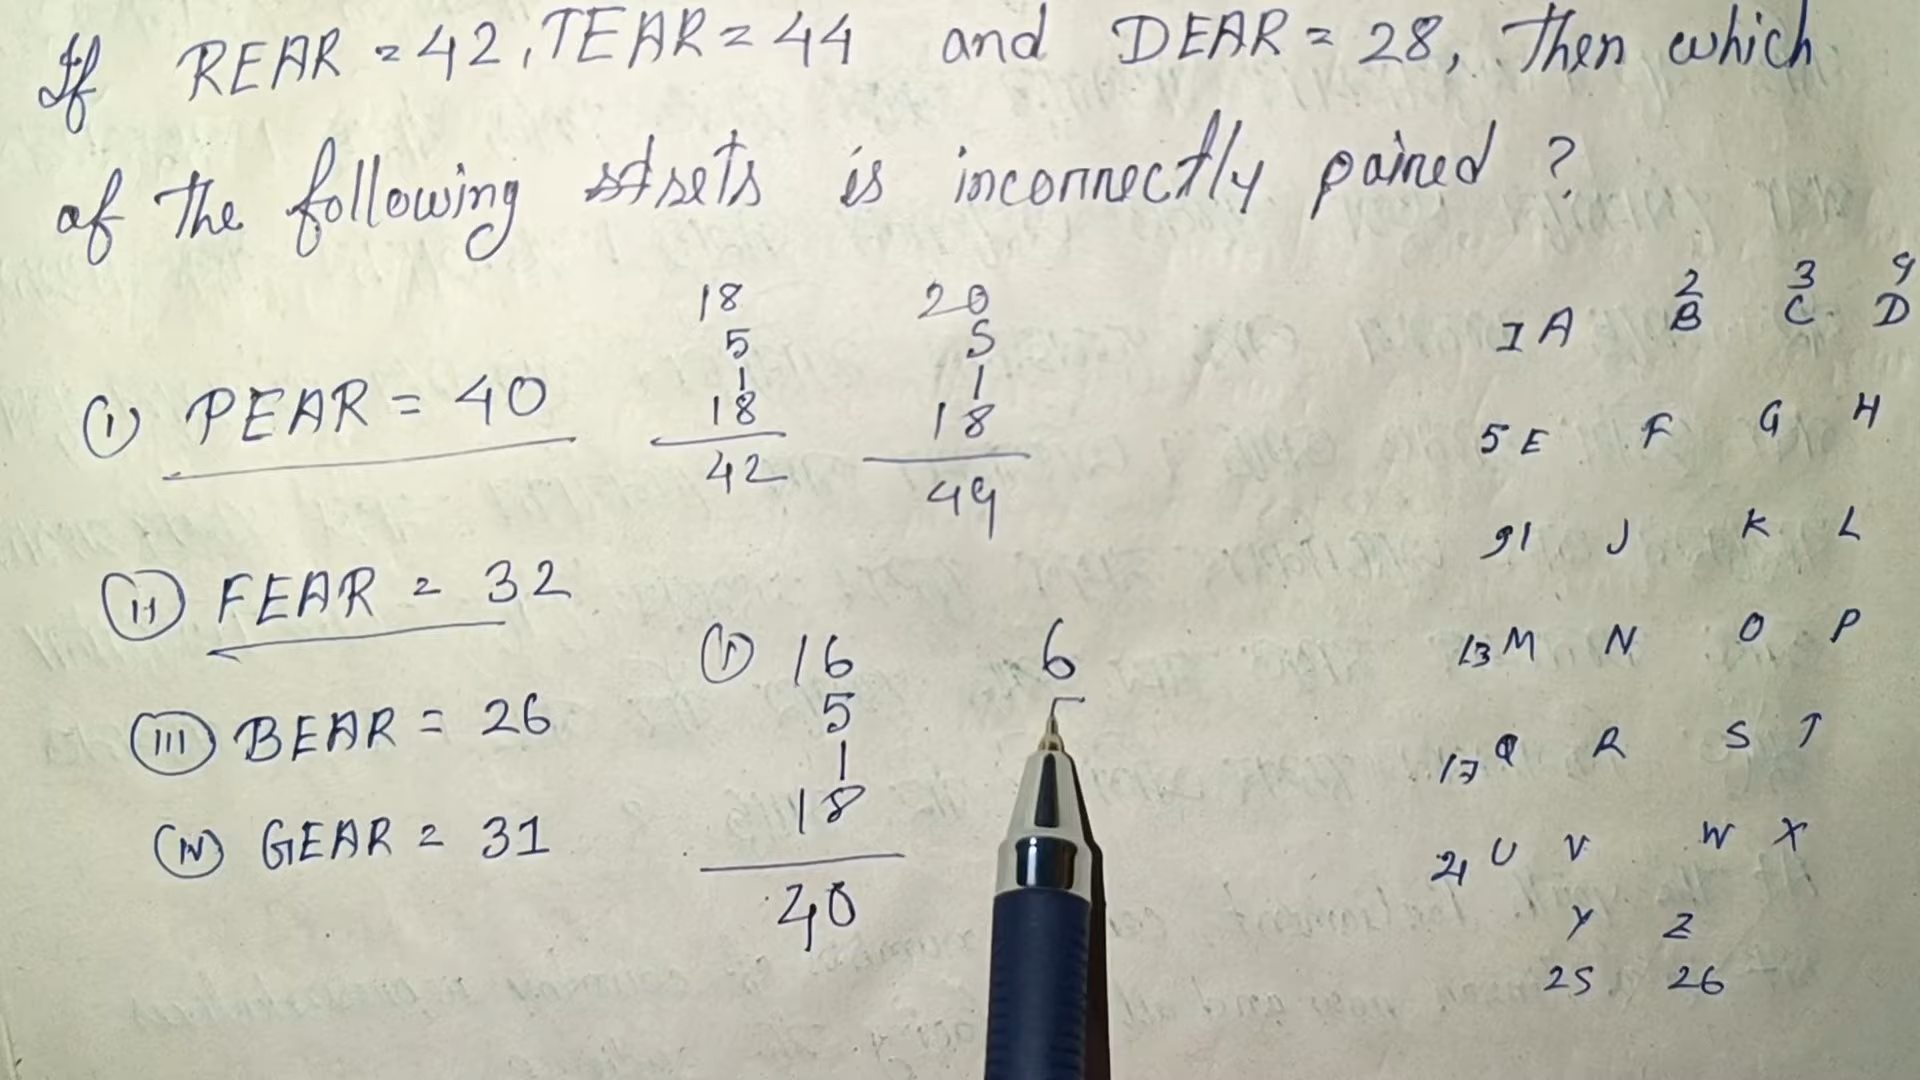 If REAR = 42, TEAR = 44 and DEAR = 28, Then which
of the following sets is incorrectly paired ?
(I) PEAR = 40
(II) FEAR = 32
(III) BEAR = 26
(IV) GEAR = 31
18
5
1
18
42
20
5
1
18
44
(I) 16
5
1
18
40
6
1 A 2 B 3 C 4 D
5 E F G H
9 I J K L
13 M N O P
17 Q R S T
21 U V W X
Y Z
25 26